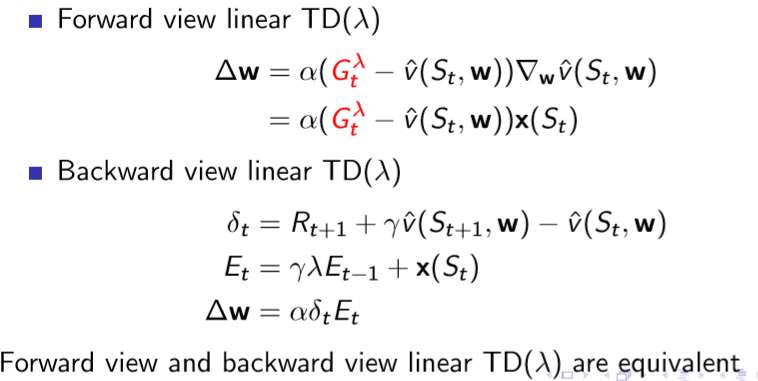 Forward view linear TD(λ)
Δw = α(G_t^λ − v̂(S_t, w))∇_w v̂(S_t, w)
= α(G_t^λ − v̂(S_t, w))x(S_t)
Backward view linear TD(λ)
δ_t = R_{t+1} + γv̂(S_{t+1}, w) − v̂(S_t, w)
E_t = γλE_{t−1} + x(S_t)
Δw = αδ_tE_t
Forward view and backward view linear TD(λ) are equivalent